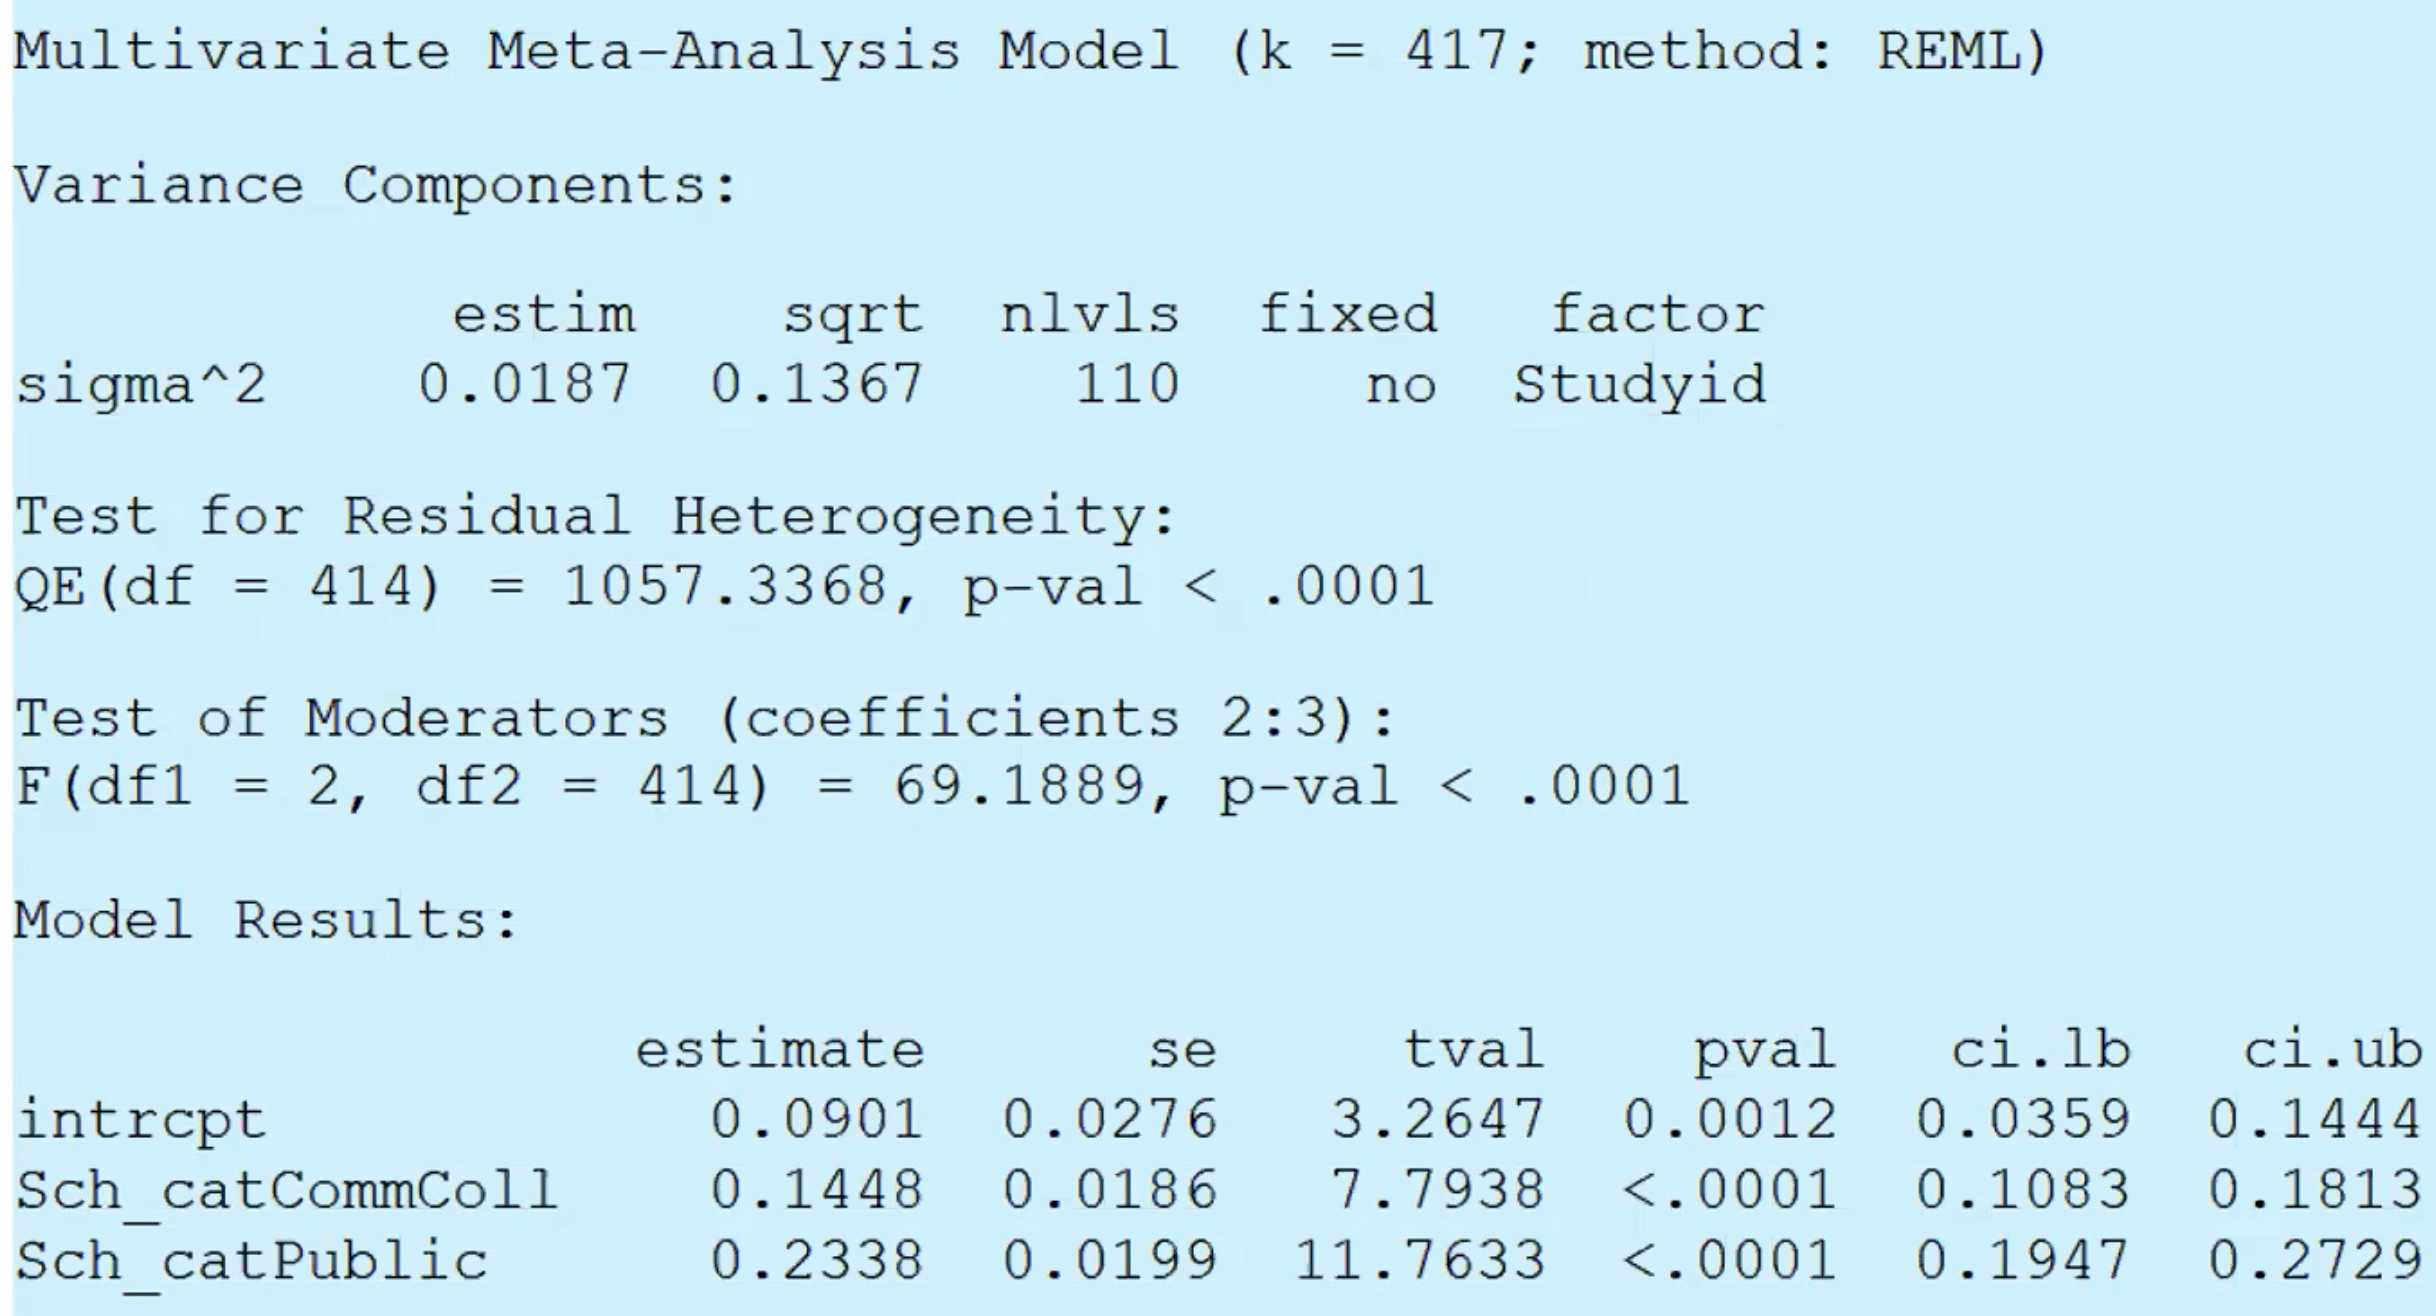 Multivariate Meta-Analysis Model (k = 417; method: REML)
Variance Components:
estim sqrt nlvls fixed factor
sigma^2 0.0187 0.1367 110 no Studyid
Test for Residual Heterogeneity:
QE(df = 414) = 1057.3368, p-val < .0001
Test of Moderators (coefficients 2:3):
F(df1 = 2, df2 = 414) = 69.1889, p-val < .0001
Model Results:
estimate se tval pval ci.lb ci.ub
intrcpt 0.0901 0.0276 3.2647 0.0012 0.0359 0.1444
Sch_catCommColl 0.1448 0.0186 7.7938 <.0001 0.1083 0.1813
Sch_catPublic 0.2338 0.0199 11.7633 <.0001 0.1947 0.2729